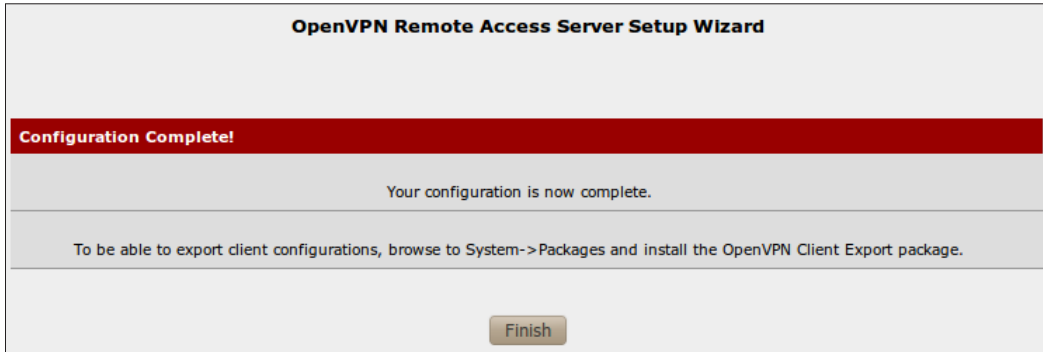 OpenVPN Remote Access Server Setup Wizard
Configuration Complete!
Your configuration is now complete.
To be able to export client configurations, browse to System->Packages and install the OpenVPN Client Export package.
Finish